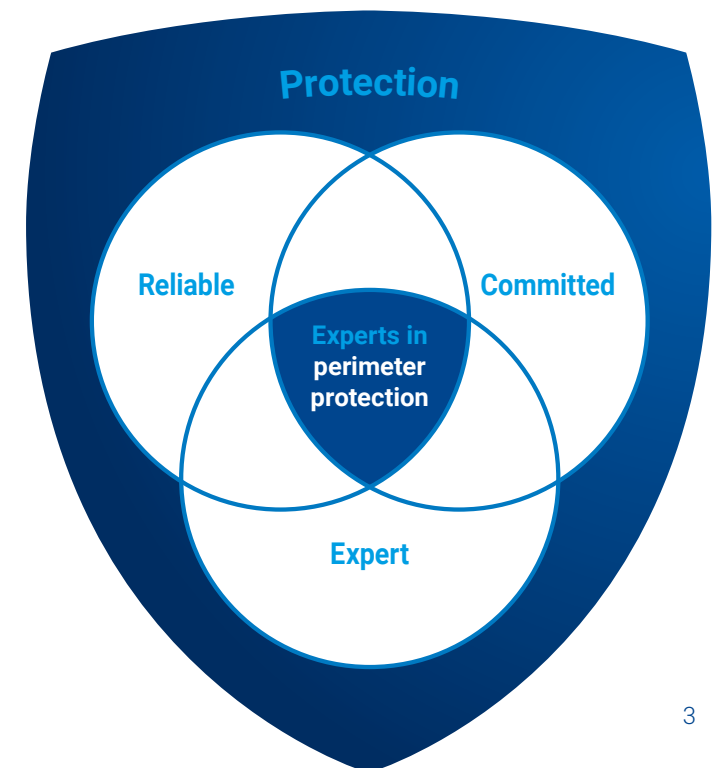 Protection
Reliable
Committed
Experts in
perimeter
protection
Expert
3